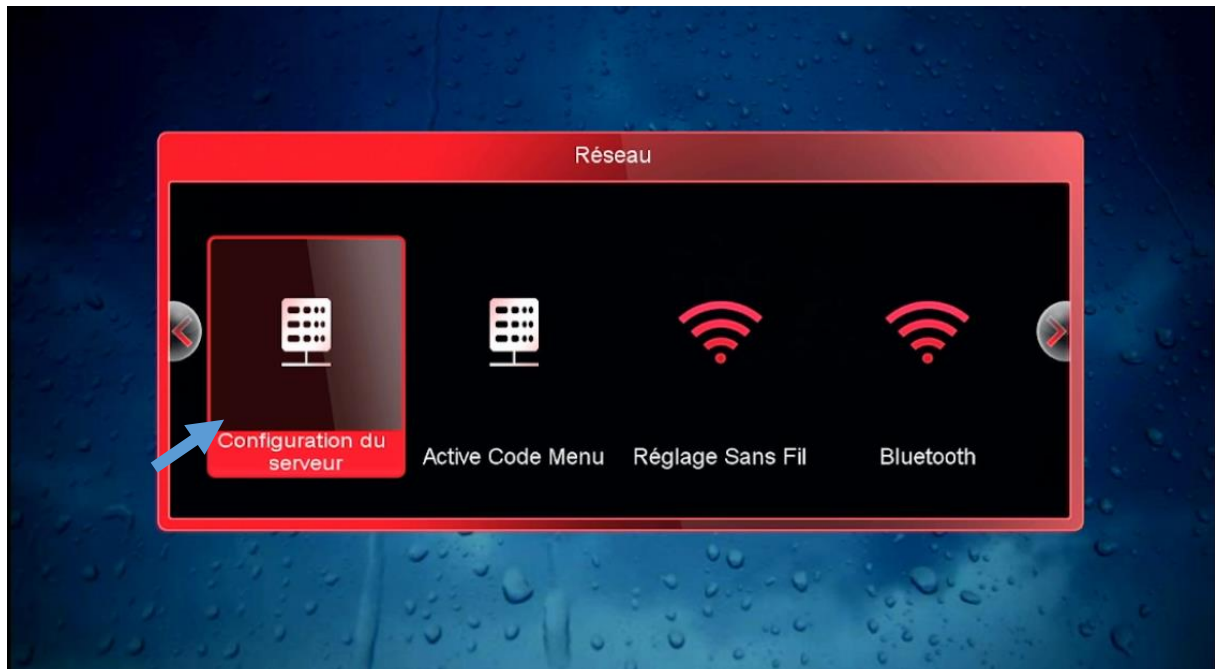 Réseau
Configuration du
serveur
Active Code Menu
Réglage Sans Fil
Bluetooth